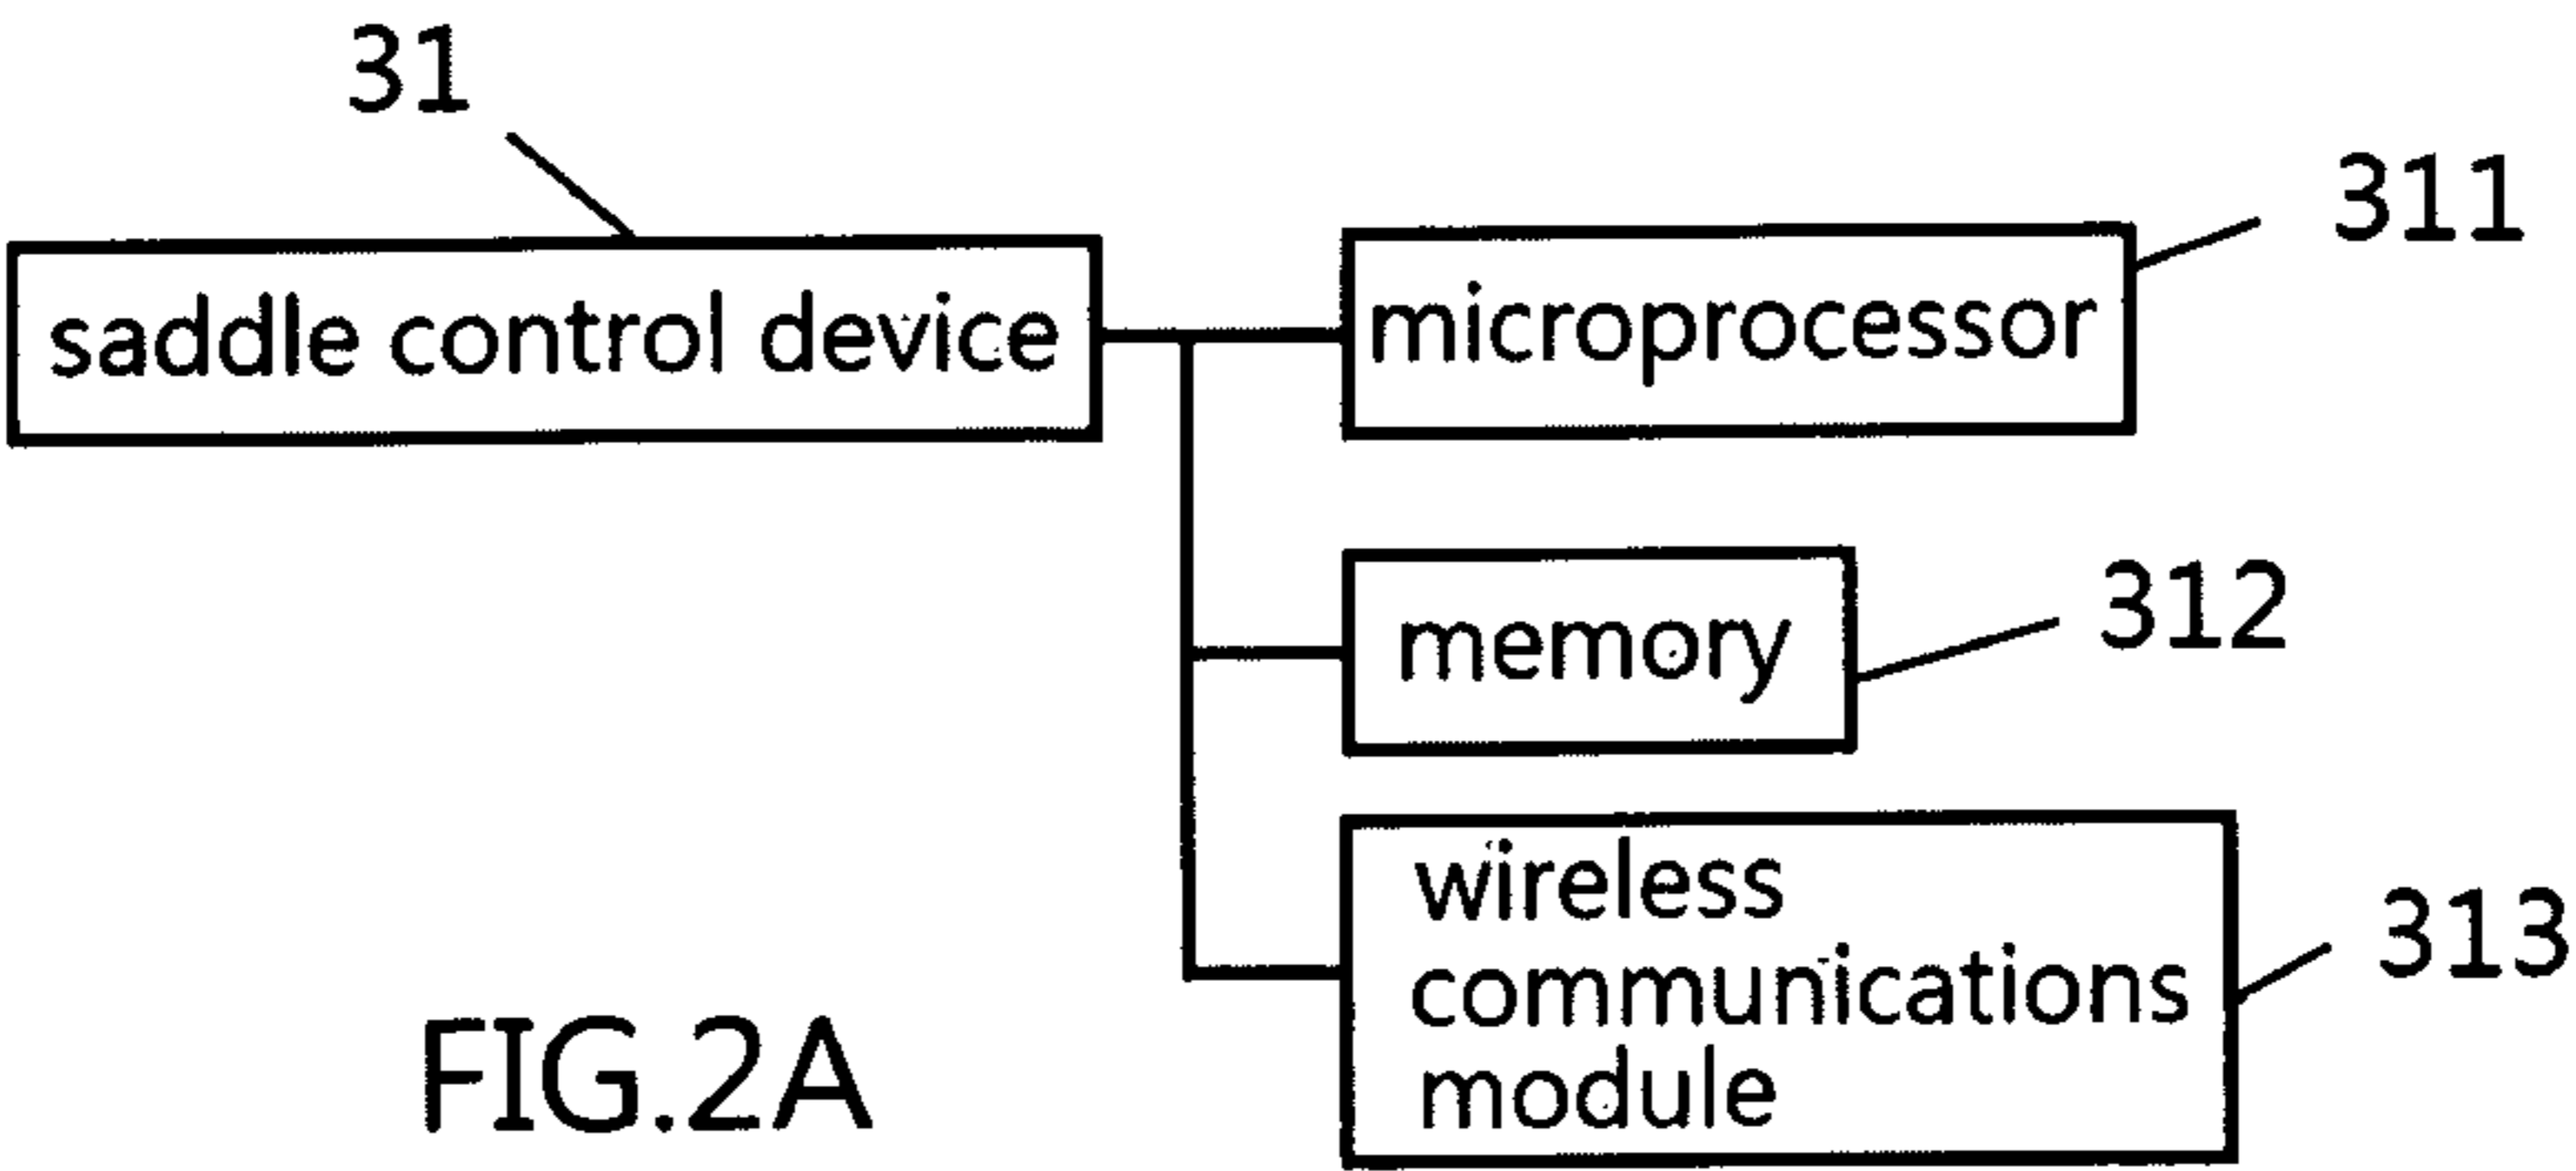 31
311
saddle control device
microprocessor
312
memory
wireless
communications
module
313
FIG.2A